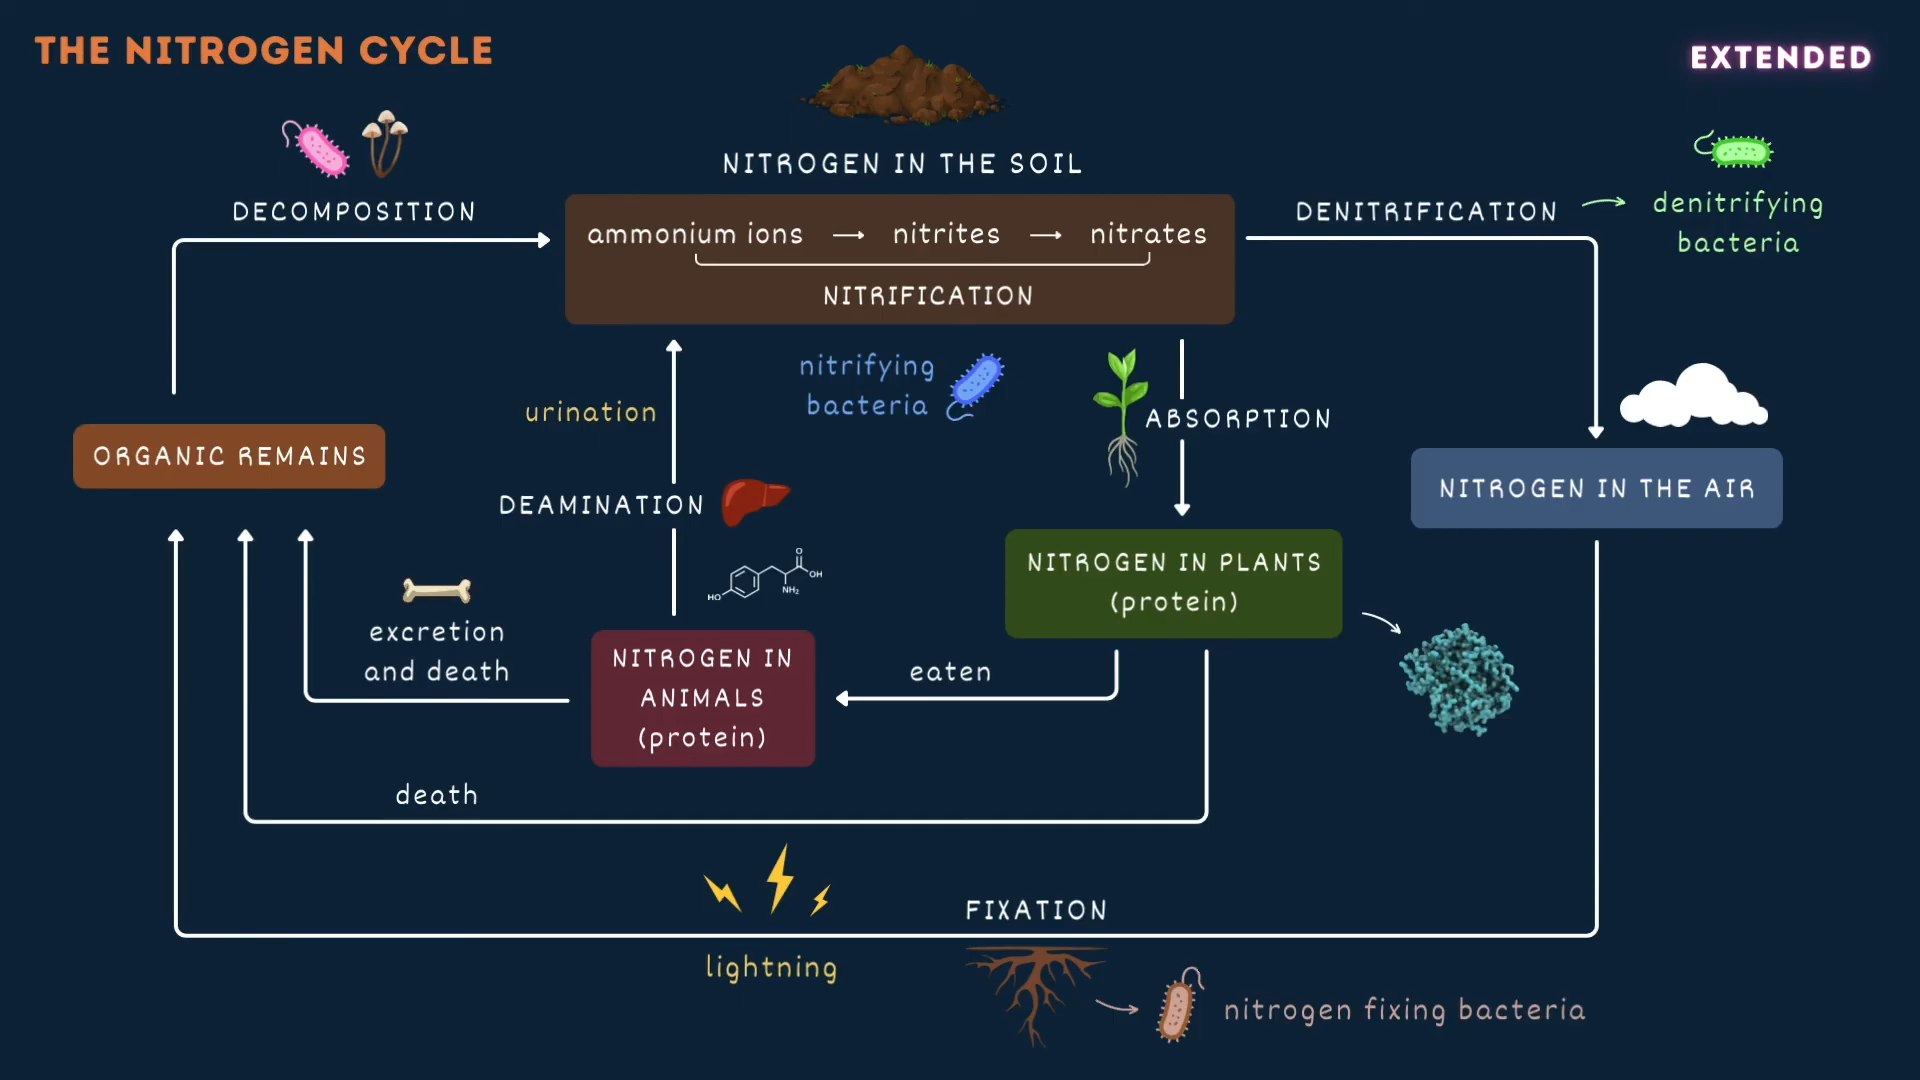 THE NITROGEN CYCLE
EXTENDED
NITROGEN IN THE SOIL
DECOMPOSITION
ammonium ions → nitrites → nitrates
NITRIFICATION
DENITRIFICATION
denitrifying
bacteria
nitrifying
bacteria
urination
ABSORPTION
ORGANIC REMAINS
DEAMINATION
NITROGEN IN THE AIR
O
OH
NH₂
HO
NITROGEN IN PLANTS
(protein)
excretion
and death
NITROGEN IN
ANIMALS
(protein)
eaten
death
FIXATION
lightning
nitrogen fixing bacteria